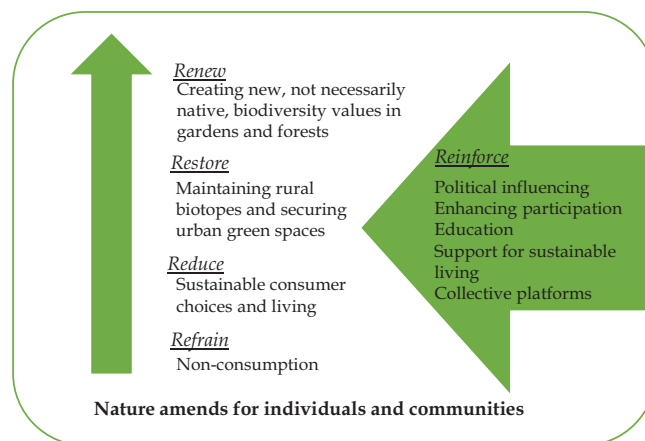 Renew
Creating new, not necessarily
native, biodiversity values in
gardens and forests
Restore
Maintaining rural
biotopes and securing
urban green spaces
Reduce
Sustainable consumer
choices and living
Refrain
Non-consumption
Reinforce
Political influencing
Enhancing participation
Education
Support for sustainable
living
Collective platforms
Nature amends for individuals and communities